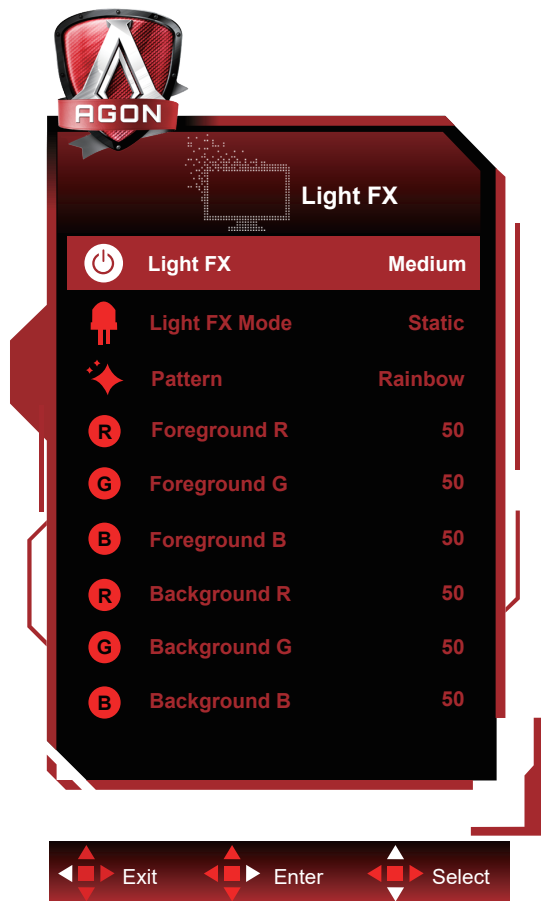 AGON
Light FX
Light FX Medium
Light FX Mode Static
Pattern Rainbow
R Foreground R 50
G Foreground G 50
B Foreground B 50
R Background R 50
G Background G 50
B Background B 50
Exit Enter Select